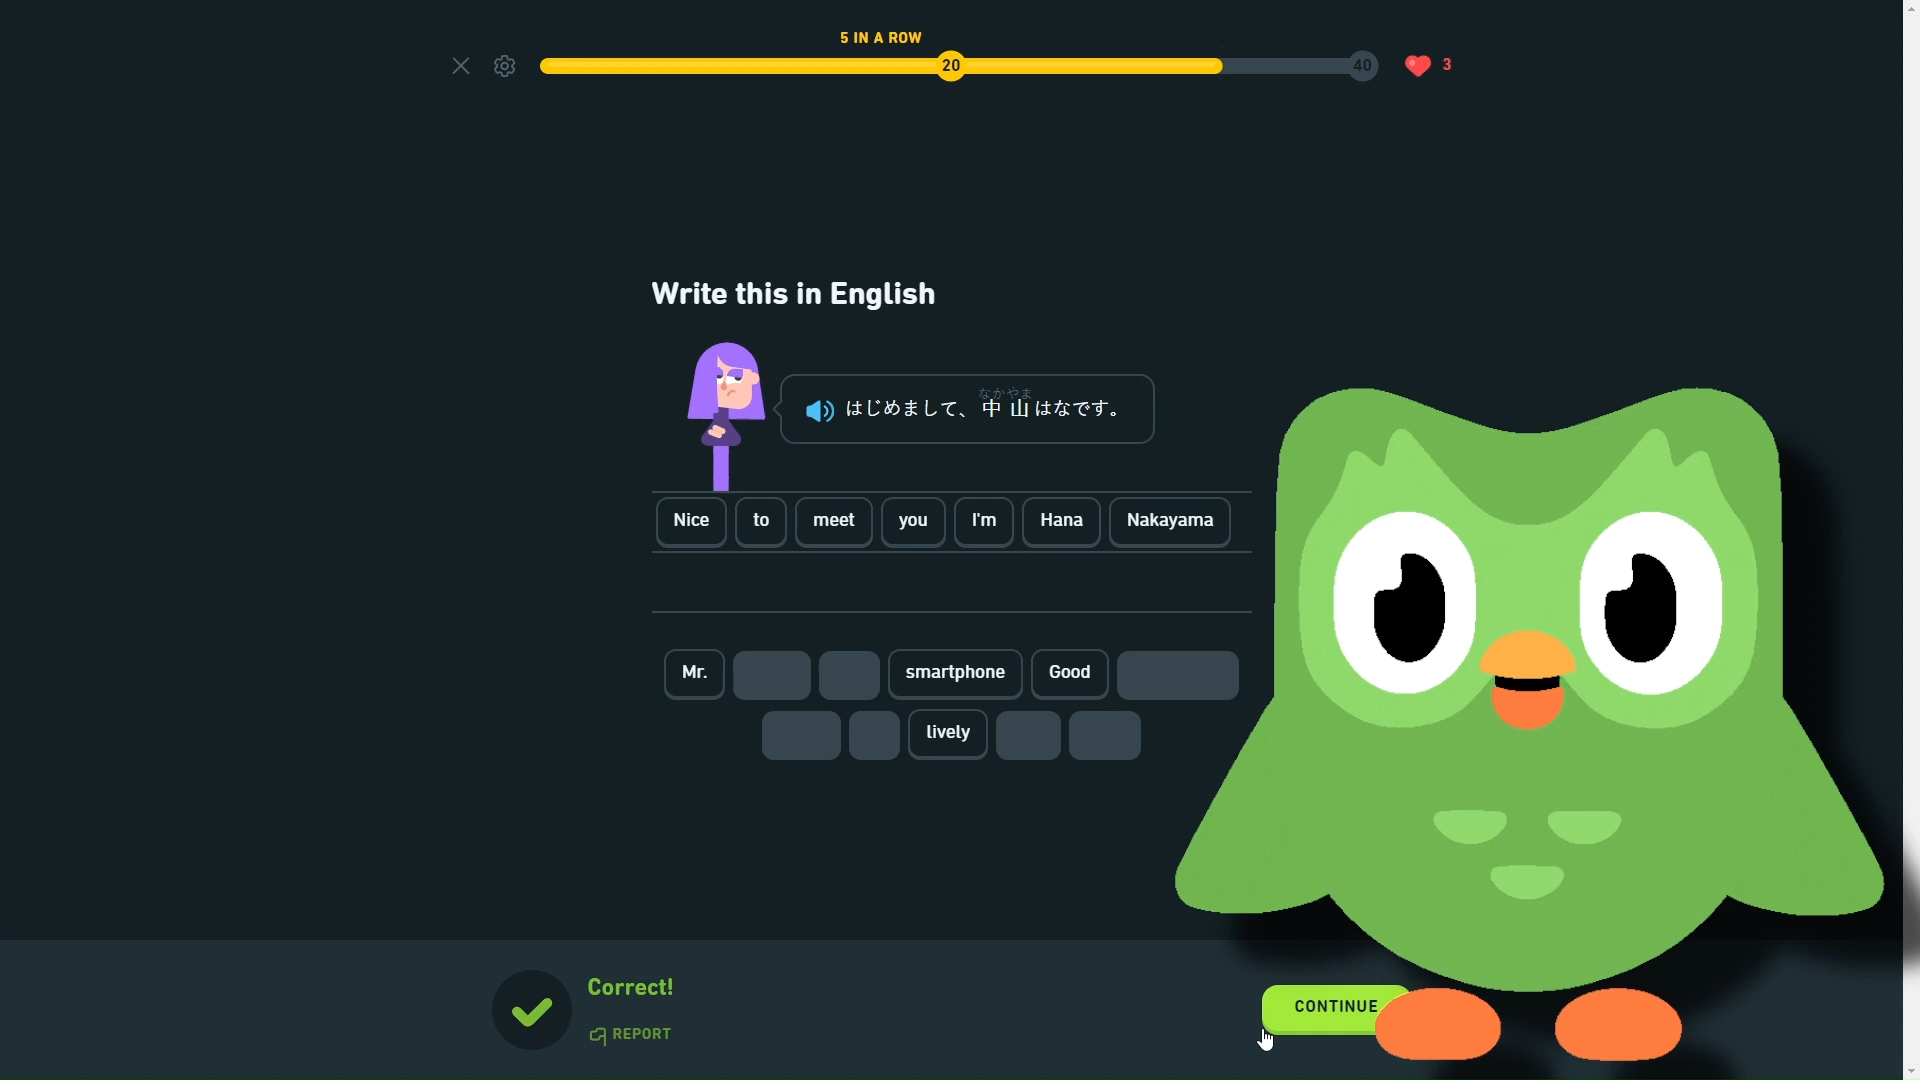 5 IN A ROW
20
40
3
Write this in English
なかやま
はじめまして、中山はなです。
Nice to meet you I'm Hana Nakayama
Mr. smartphone Good
lively
Correct!
REPORT
CONTINUE